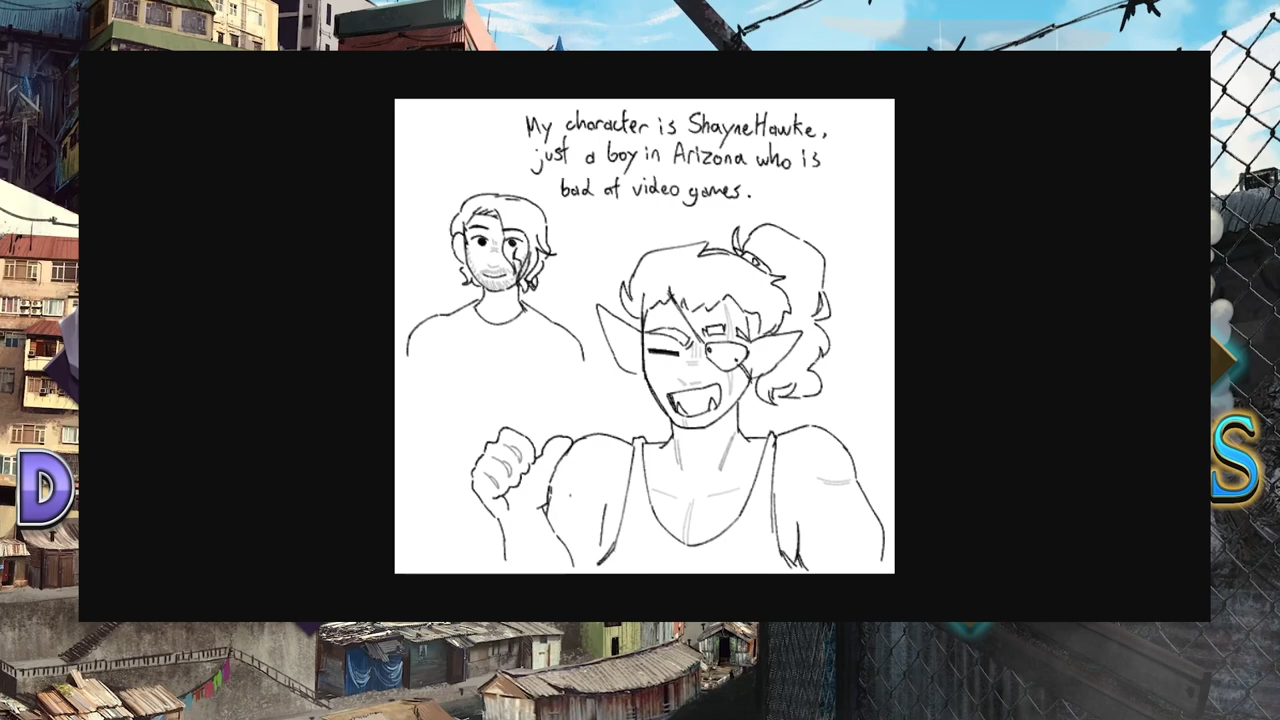 My character is ShayneHawke,
just a boy in Arizona who is
bad at video games.
D
S